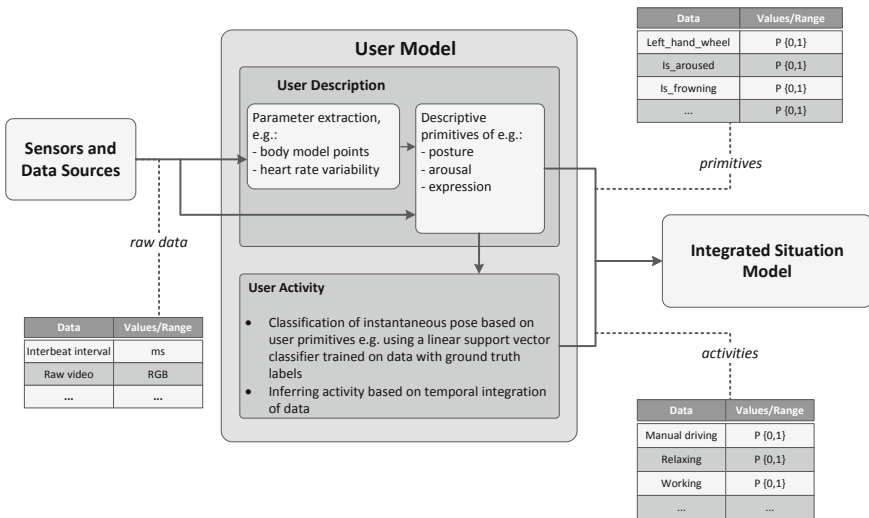 Data Values/Range
Left_hand_wheel P {0,1}
Is_aroused P {0,1}
Is_frowning P {0,1}
... P {0,1}
primitives
User Model
User Description
Parameter extraction,
e.g.:
- body model points
- heart rate variability
Descriptive
primitives of e.g.:
- posture
- arousal
- expression
Sensors and
Data Sources
raw data
Data Values/Range
Interbeat interval ms
Raw video RGB
... ...
User Activity
• Classification of instantaneous pose based on
user primitives e.g. using a linear support vector
classifier trained on data with ground truth
labels
• Inferring activity based on temporal integration
of data
Integrated Situation
Model
activities
Data Values/Range
Manual driving P {0,1}
Relaxing P {0,1}
Working P {0,1}
... ...